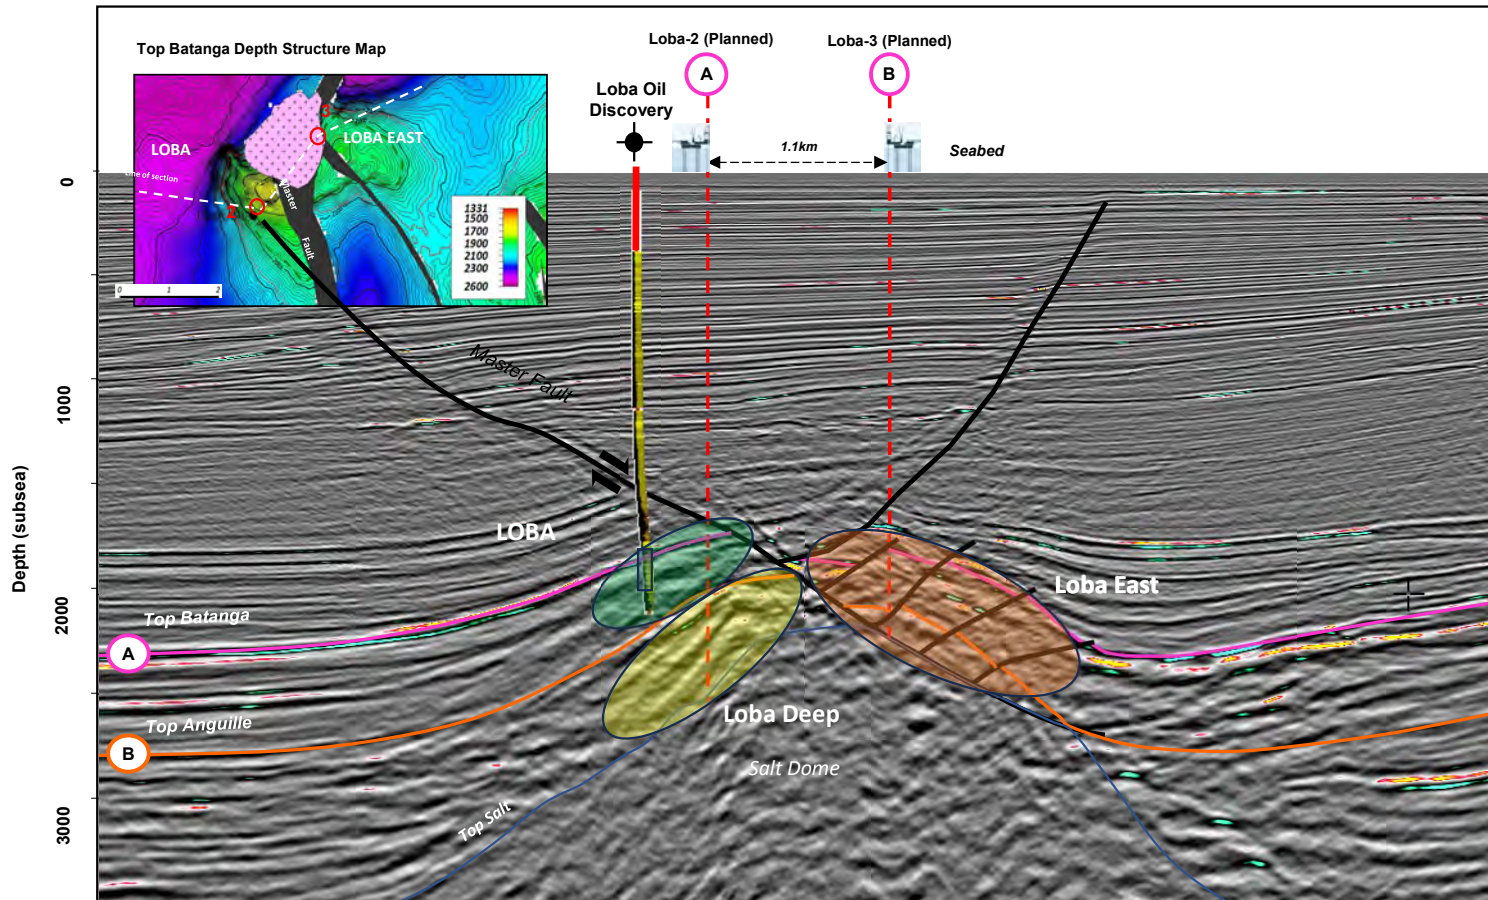 Top Batanga Depth Structure Map
Loba-2 (Planned)
Loba-3 (Planned)
A
B
Loba Oil
Discovery
1.1km
Seabed
LOBA
LOBA EAST
3
2
Line of section
Master
Fault
0 1 2
1331
1500
1700
1900
2100
2300
2600
0
1000
2000
3000
Depth (subsea)
Master Fault
LOBA
Loba East
Top Batanga
A
Top Anguille
B
Loba Deep
Salt Dome
Top Salt